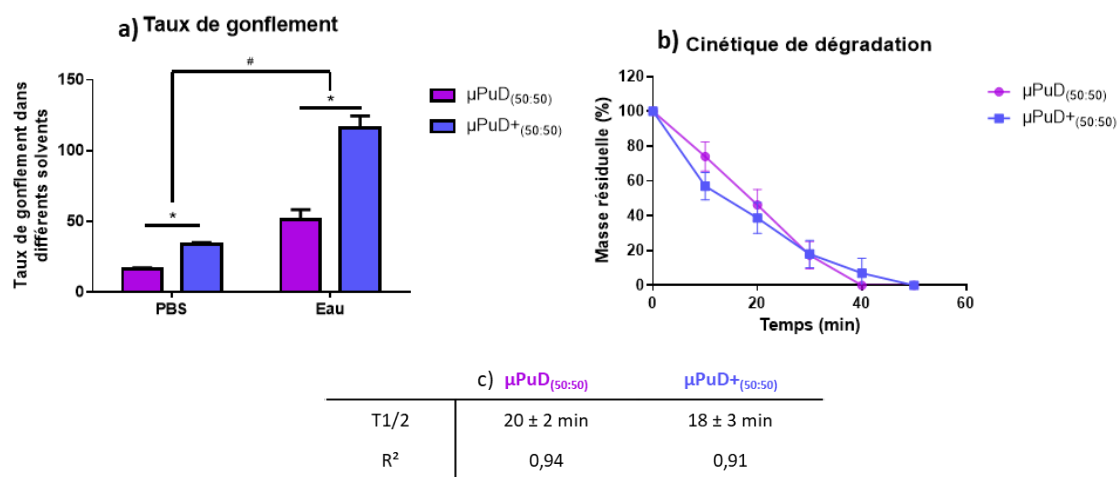 a) Taux de gonflement
Taux de gonflement dans
différents solvents
150
100
50
0
#
*
*
PBS
Eau
µPuD(50:50)
µPuD+(50:50)
b) Cinétique de dégradation
Masse résiduelle (%)
120
100
80
60
40
20
0
0
20
40
60
Temps (min)
µPuD(50:50)
µPuD+(50:50)
c) µPuD(50:50) µPuD+(50:50)
T1/2 20 ± 2 min 18 ± 3 min
R² 0,94 0,91